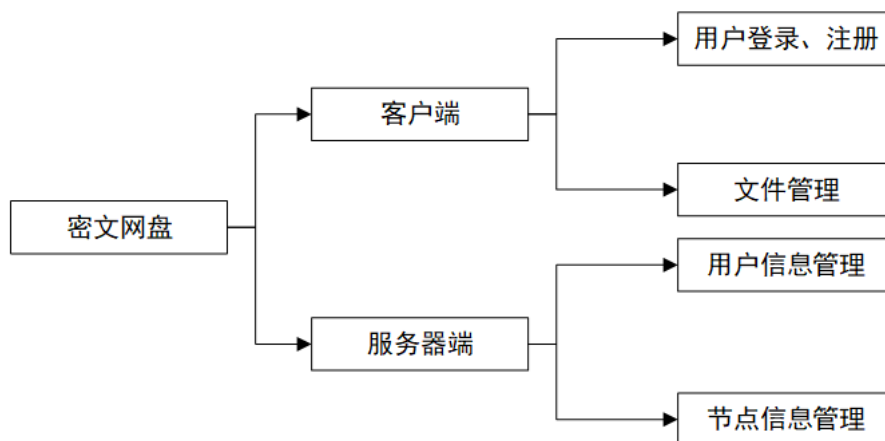 用户登录、注册
客户端
文件管理
密文网盘
用户信息管理
服务器端
节点信息管理